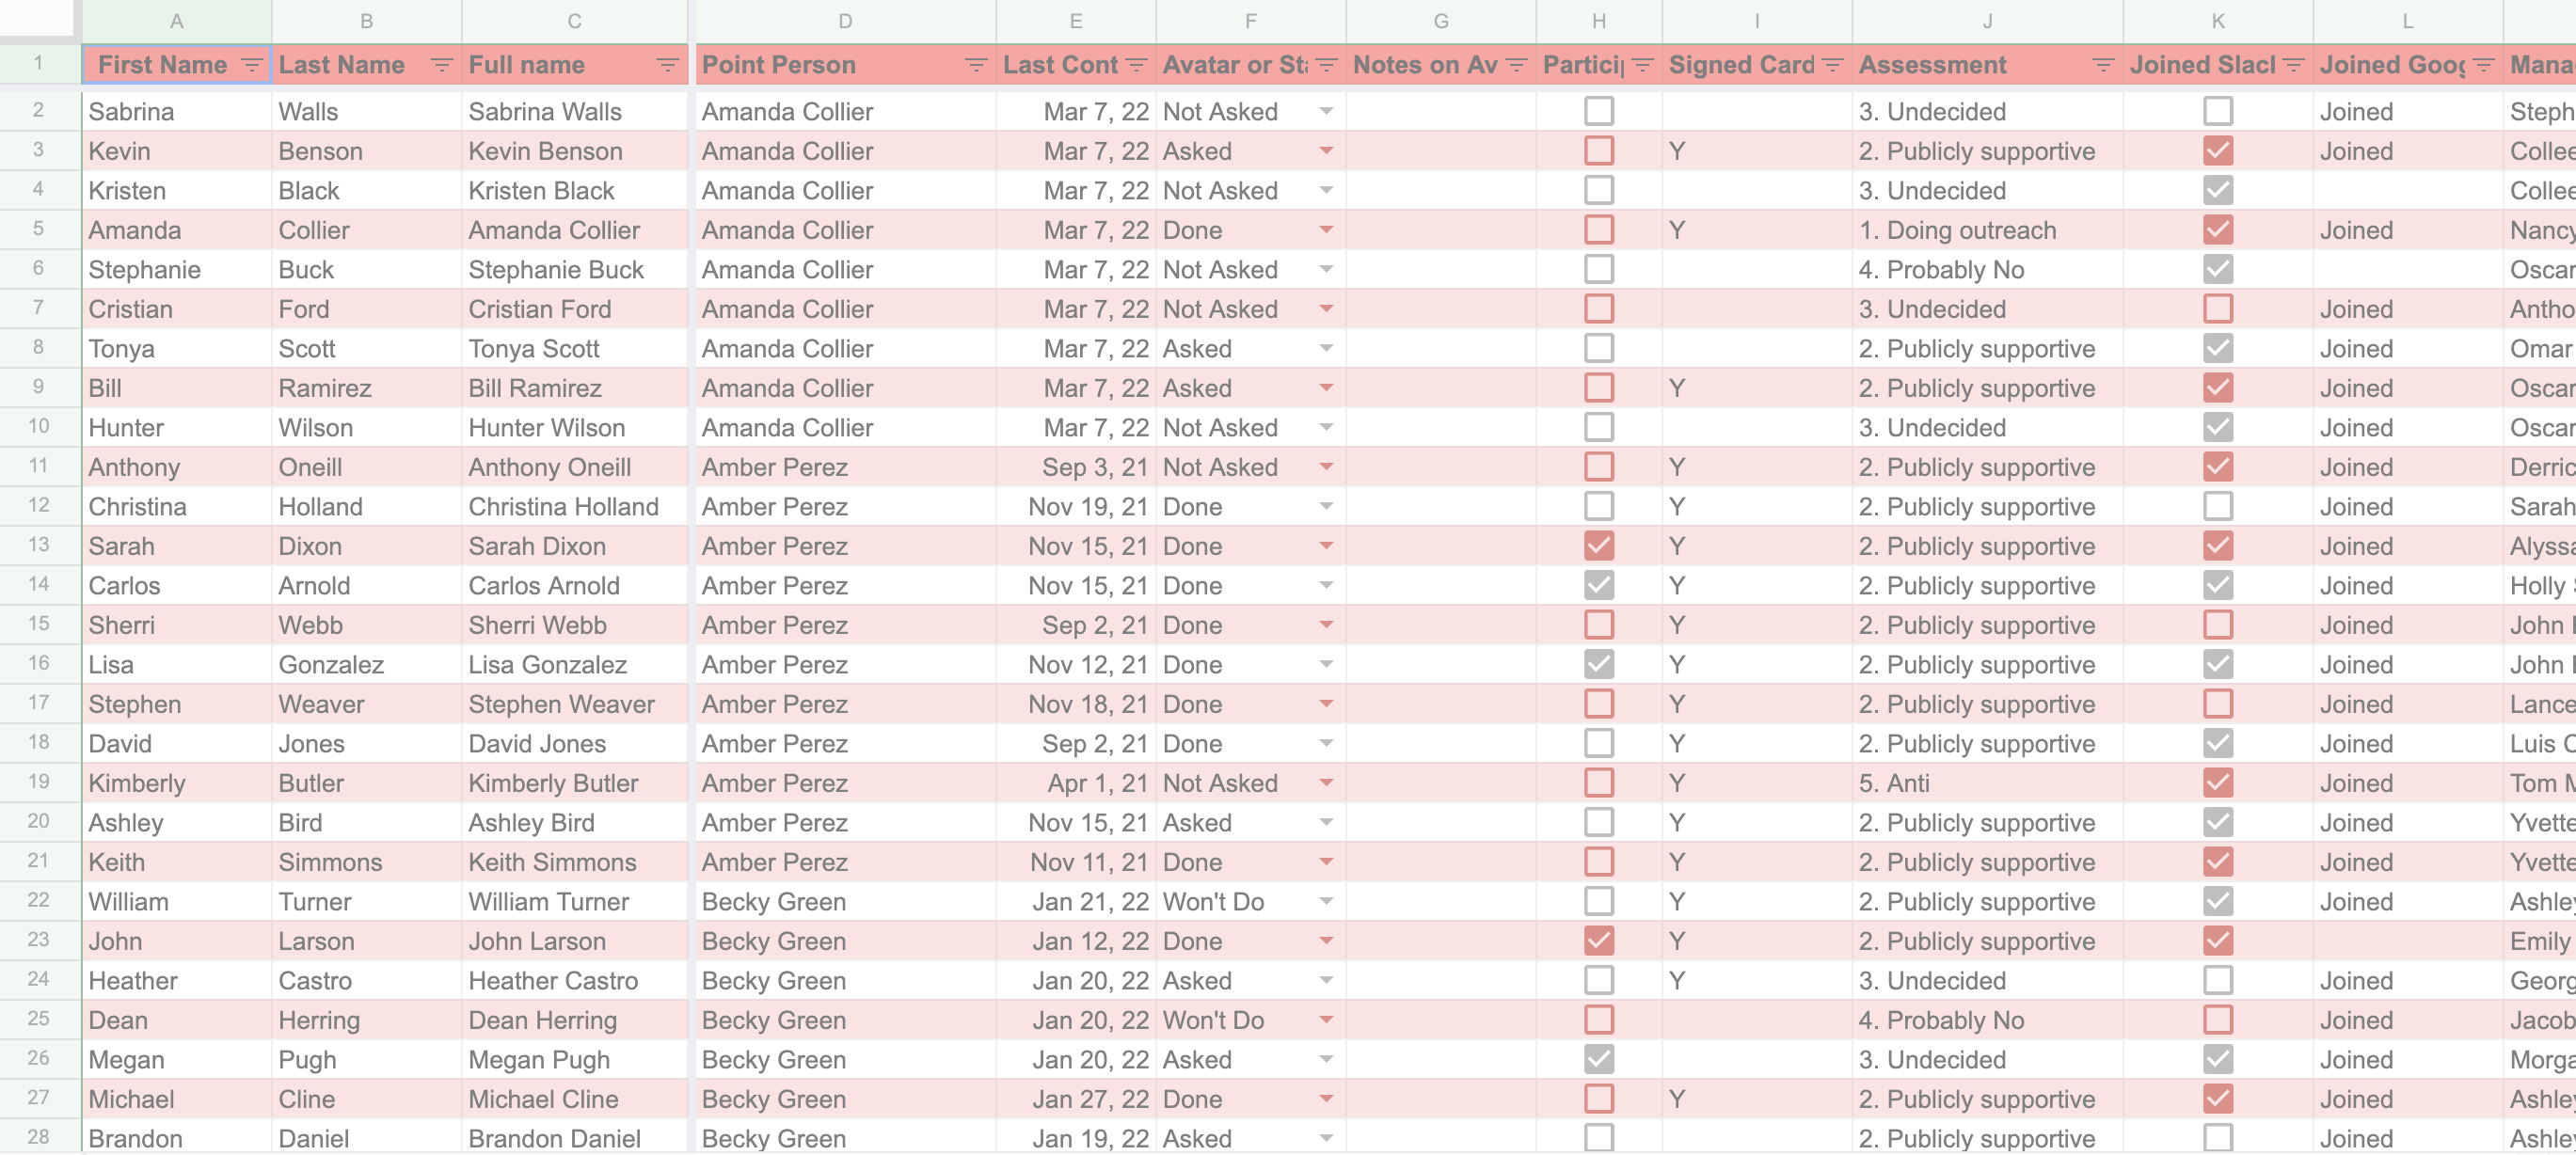 A B C D E F G H I J K L
1 First Name Last Name Full name Point Person Last Cont Avatar or Sta Notes on Av Particip Signed Card Assessment Joined Slacl Joined Goog Mana
2 Sabrina Walls Sabrina Walls Amanda Collier Mar 7, 22 Not Asked 3. Undecided Joined Steph
3 Kevin Benson Kevin Benson Amanda Collier Mar 7, 22 Asked Y 2. Publicly supportive Joined Collee
4 Kristen Black Kristen Black Amanda Collier Mar 7, 22 Not Asked 3. Undecided Collee
5 Amanda Collier Amanda Collier Amanda Collier Mar 7, 22 Done Y 1. Doing outreach Joined Nancy
6 Stephanie Buck Stephanie Buck Amanda Collier Mar 7, 22 Not Asked 4. Probably No Oscar
7 Cristian Ford Cristian Ford Amanda Collier Mar 7, 22 Not Asked 3. Undecided Joined Antho
8 Tonya Scott Tonya Scott Amanda Collier Mar 7, 22 Asked 2. Publicly supportive Joined Omar
9 Bill Ramirez Bill Ramirez Amanda Collier Mar 7, 22 Asked Y 2. Publicly supportive Joined Oscar
10 Hunter Wilson Hunter Wilson Amanda Collier Mar 7, 22 Not Asked 3. Undecided Joined Oscar
11 Anthony Oneill Anthony Oneill Amber Perez Sep 3, 21 Not Asked Y 2. Publicly supportive Joined Derric
12 Christina Holland Christina Holland Amber Perez Nov 19, 21 Done Y 2. Publicly supportive Joined Sarah
13 Sarah Dixon Sarah Dixon Amber Perez Nov 15, 21 Done Y 2. Publicly supportive Joined Alyssa
14 Carlos Arnold Carlos Arnold Amber Perez Nov 15, 21 Done Y 2. Publicly supportive Joined Holly
15 Sherri Webb Sherri Webb Amber Perez Sep 2, 21 Done Y 2. Publicly supportive Joined John
16 Lisa Gonzalez Lisa Gonzalez Amber Perez Nov 12, 21 Done Y 2. Publicly supportive Joined John
17 Stephen Weaver Stephen Weaver Amber Perez Nov 18, 21 Done Y 2. Publicly supportive Joined Lance
18 David Jones David Jones Amber Perez Sep 2, 21 Done Y 2. Publicly supportive Joined Luis C
19 Kimberly Butler Kimberly Butler Amber Perez Apr 1, 21 Not Asked Y 5. Anti Joined Tom M
20 Ashley Bird Ashley Bird Amber Perez Nov 15, 21 Asked Y 2. Publicly supportive Joined Yvette
21 Keith Simmons Keith Simmons Amber Perez Nov 11, 21 Done Y 2. Publicly supportive Joined Yvette
22 William Turner William Turner Becky Green Jan 21, 22 Won't Do Y 2. Publicly supportive Joined Ashley
23 John Larson John Larson Becky Green Jan 12, 22 Done Y 2. Publicly supportive Emily
24 Heather Castro Heather Castro Becky Green Jan 20, 22 Asked Y 3. Undecided Joined Georg
25 Dean Herring Dean Herring Becky Green Jan 20, 22 Won't Do 4. Probably No Joined Jacob
26 Megan Pugh Megan Pugh Becky Green Jan 20, 22 Asked 3. Undecided Joined Morga
27 Michael Cline Michael Cline Becky Green Jan 27, 22 Done Y 2. Publicly supportive Joined Ashley
28 Brandon Daniel Brandon Daniel Becky Green Jan 19, 22 Asked 2. Publicly supportive Joined Ashley